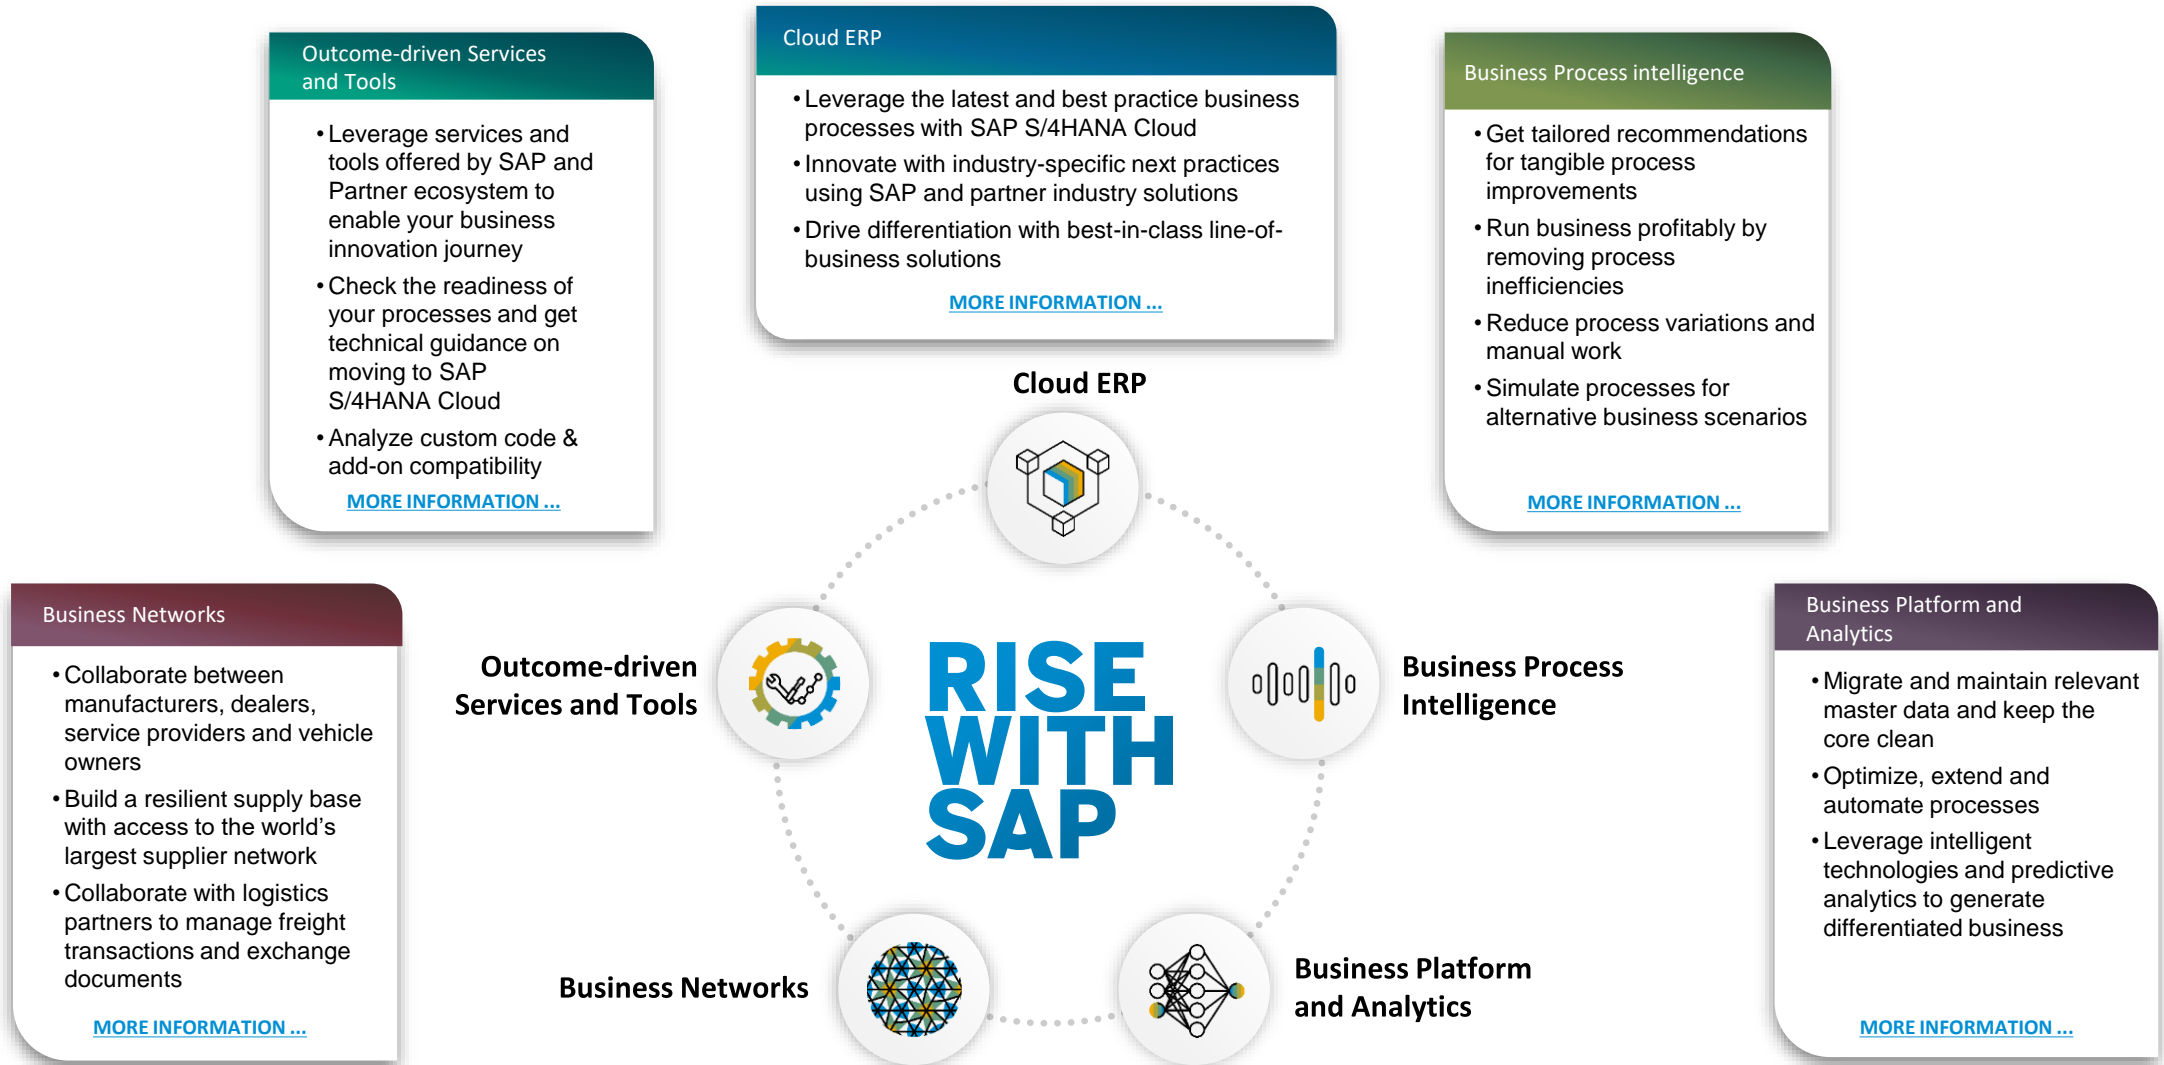 Outcome-driven Services
and Tools
• Leverage services and
tools offered by SAP and
Partner ecosystem to
enable your business
innovation journey
• Check the readiness of
your processes and get
technical guidance on
moving to SAP
S/4HANA Cloud
• Analyze custom code &
add-on compatibility
MORE INFORMATION ...
Cloud ERP
• Leverage the latest and best practice business
processes with SAP S/4HANA Cloud
• Innovate with industry-specific next practices
using SAP and partner industry solutions
• Drive differentiation with best-in-class line-of-
business solutions
MORE INFORMATION ...
Business Process intelligence
• Get tailored recommendations
for tangible process
improvements
• Run business profitably by
removing process
inefficiencies
• Reduce process variations and
manual work
• Simulate processes for
alternative business scenarios
MORE INFORMATION ...
Business Networks
• Collaborate between
manufacturers, dealers,
service providers and vehicle
owners
• Build a resilient supply base
with access to the world's
largest supplier network
• Collaborate with logistics
partners to manage freight
transactions and exchange
documents
MORE INFORMATION ...
Cloud ERP
Outcome-driven
Services and Tools
RISE
WITH
SAP
Business Process
Intelligence
Business Networks
Business Platform
and Analytics
Business Platform and
Analytics
• Migrate and maintain relevant
master data and keep the
core clean
• Optimize, extend and
automate processes
• Leverage intelligent
technologies and predictive
analytics to generate
differentiated business
MORE INFORMATION ...